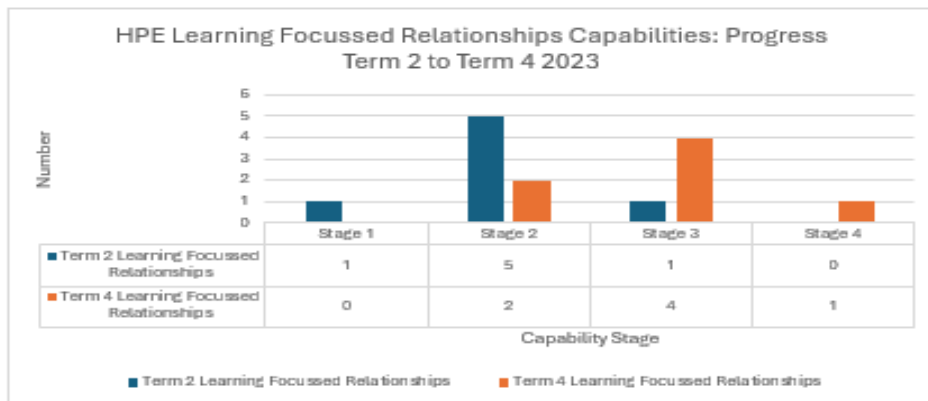 HPE Learning Focussed Relationships Capabilities: Progress
Term 2 to Term 4 2023
Number
6
5
4
3
2
1
0
Stage 1 Stage 2 Stage 3 Stage 4
Term 2 Learning Focussed
Relationships
1 5 1 0
Term 4 Learning Focussed
Relationships
0 2 4 1
Capability Stage
Term 2 Learning Focussed Relationships Term 4 Learning Focussed Relationships